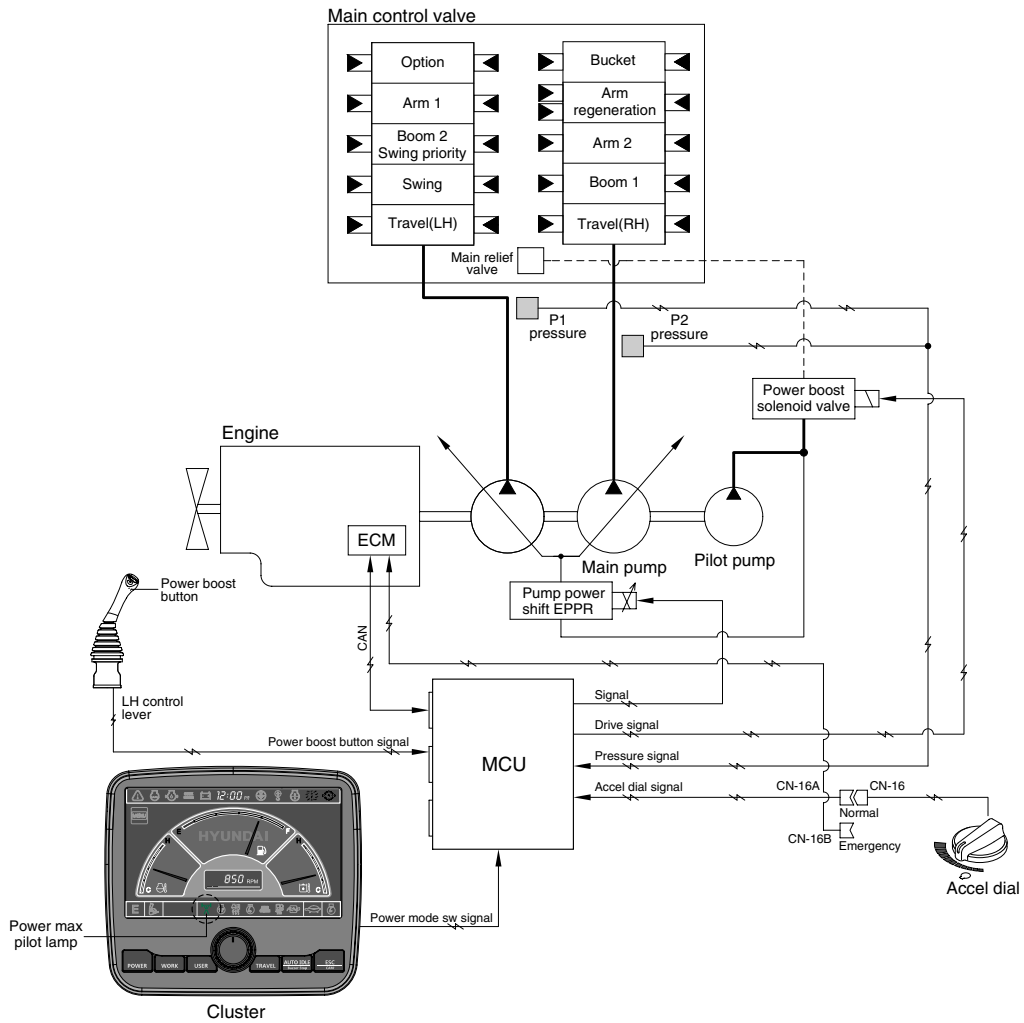 Main control valve
Option
Arm 1
Boom 2
Swing priority
Swing
Travel(LH)
Bucket
Arm
regeneration
Arm 2
Boom 1
Travel(RH)
Main relief
valve
P1
pressure
P2
pressure
Power boost
solenoid valve
Engine
ECM
Main pump
Pilot pump
Pump power
shift EPPR
Power boost
button
CAN
LH control
lever
Signal
Drive signal
Power boost button signal
MCU
Pressure signal
Accel dial signal
CN-16A
CN-16
Normal
CN-16B
Emergency
Accel dial
12:00
E
F
H
H
HYUNDAI
C
C
850 RPM
E
Power max
pilot lamp
Power mode sw signal
POWER
WORK
USER
TRAVEL
AUTO IDLE
ESC
Cluster